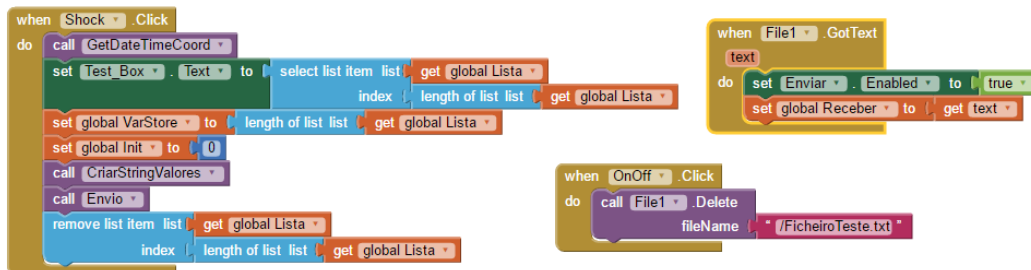 when Shock .Click
do call GetDateTimeCoord
set Test_Box . Text to select list item list get global Lista
index length of list list get global Lista
set global VarStore to length of list list get global Lista
set global Init to 0
call CriarStringValores
call Envio
remove list item list get global Lista
index length of list list get global Lista
when File1 .GotText
text
do set Enviar . Enabled to true
set global Receber to get text
when OnOff .Click
do call File1 .Delete
fileName " /FicheiroTeste.txt "